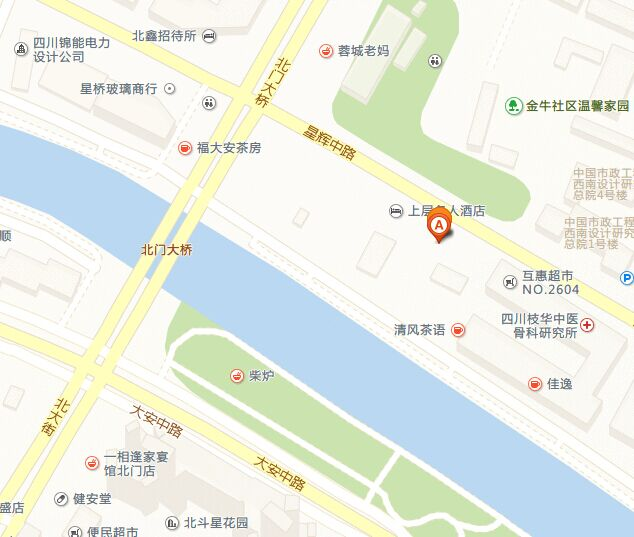 北鑫招待所
四川锦能电力
设计公司
蓉城老妈
北门大桥
星桥玻璃商行
金牛社区温馨家园
福大安茶房
星辉中路
中国市政工程
西南设计研
总院4号楼
上层名人酒店
A
中国市政工程
西南设计研究
总院1号楼
顺
北门大桥
互惠超市
NO.2604
P
四川枝华中医
骨科研究所
清风茶语
柴炉
佳逸
北大街
大安中路
一相逢家宴
馆北门店
大安中路
健安堂
盛店
便民超市
北斗星花园